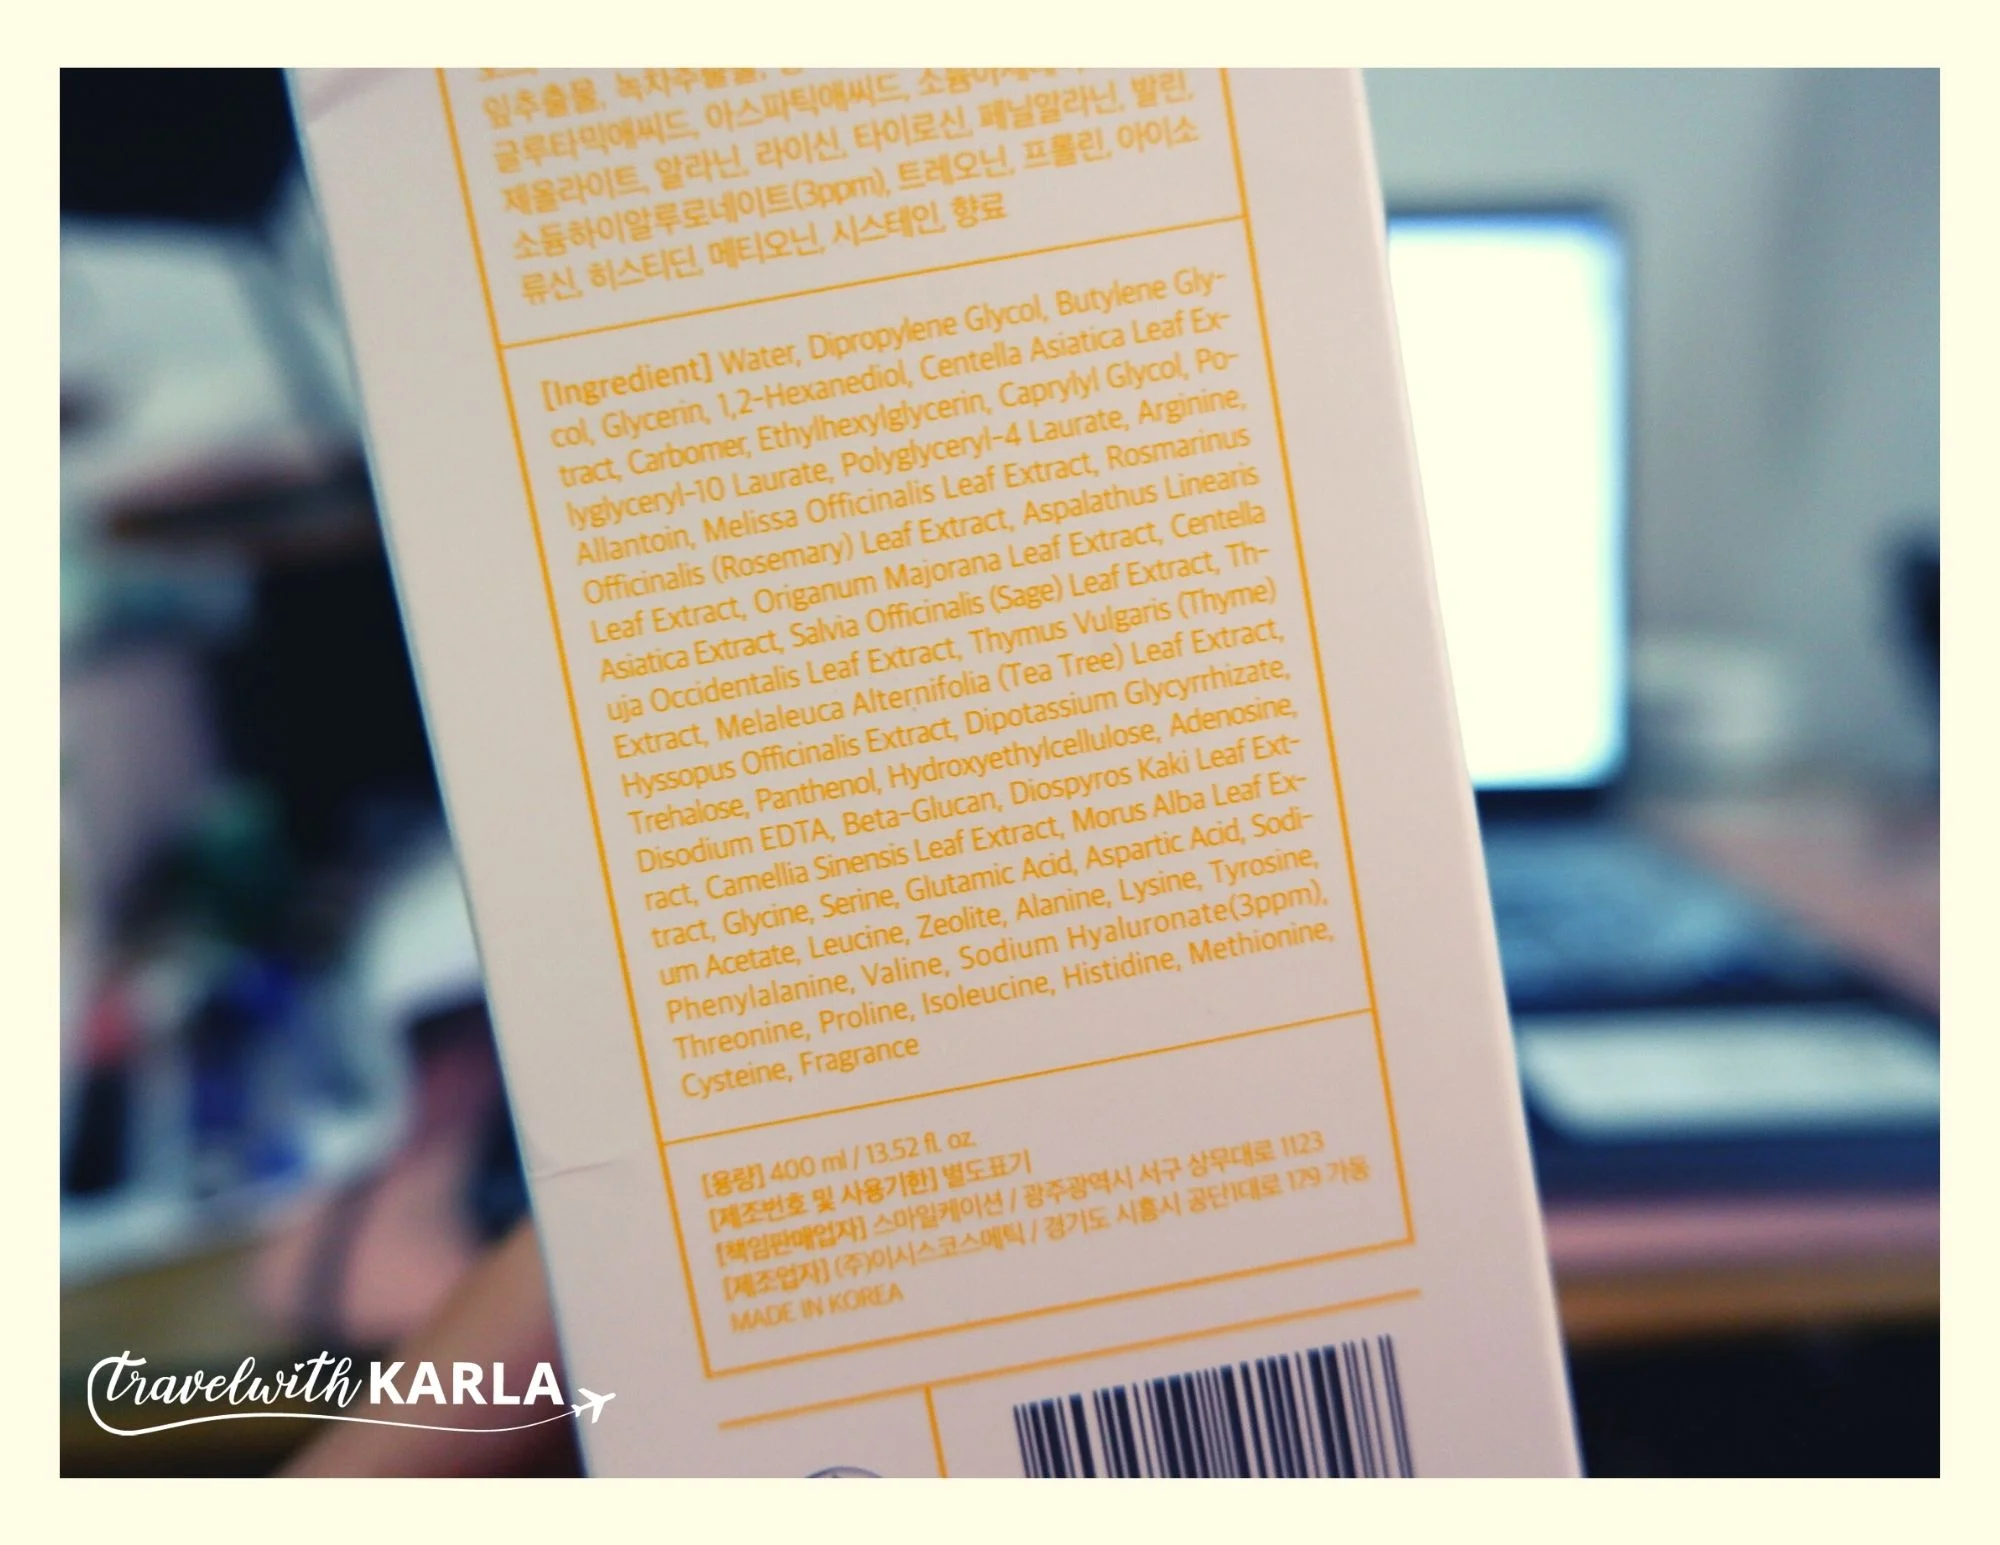 잎추출물, 녹차추출물,
글루타믹애씨드, 아스파틱애씨드,
제올라이트, 알라닌, 라이신, 타이로신, 페닐알라닌, 발린,
소듐하이알루로네이트(3ppm), 트레오닌, 프롤린, 아이소
류신, 히스티딘, 메티오닌, 시스테인, 향료
[Ingredient] Water, Dipropylene Glycol, Butylene Gly-
col, Glycerin, 1,2-Hexanediol, Centella Asiatica Leaf Ex-
tract, Carbomer, Ethylhexylglycerin, Caprylyl Glycol, Po-
lyglyceryl-10 Laurate, Polyglyceryl-4 Laurate, Arginine,
Allantoin, Melissa Officinalis Leaf Extract, Rosmarinus
Officinalis (Rosemary) Leaf Extract, Aspalathus Linearis
Leaf Extract, Origanum Majorana Leaf Extract, Centella
Asiatica Extract, Salvia Officinalis (Sage) Leaf Extract, Th-
uja Occidentalis Leaf Extract, Thymus Vulgaris (Thyme)
Extract, Melaleuca Alternifolia (Tea Tree) Leaf Extract,
Hyssopus Officinalis Extract, Dipotassium Glycyrrhizate,
Trehalose, Panthenol, Hydroxyethylcellulose, Adenosine,
Disodium EDTA, Beta-Glucan, Diospyros Kaki Leaf Ext-
ract, Camellia Sinensis Leaf Extract, Morus Alba Leaf Ex-
tract, Glycine, Serine, Glutamic Acid, Aspartic Acid, Sodi-
um Acetate, Leucine, Zeolite, Alanine, Lysine, Tyrosine,
Phenylalanine, Valine, Sodium Hyaluronate(3ppm),
Threonine, Proline, Isoleucine, Histidine, Methionine,
Cysteine, Fragrance
[용량] 400 ml / 13.52 fl. oz.
[제조번호 및 사용기한] 별도표기
[책임판매업자] 스마일케이션 / 광주광역시 서구 상무대로 1123
[제조업자] (주)이시스코스메틱 / 경기도 시흥시 공단1대로 179 가동
MADE IN KOREA
travelwith KARLA